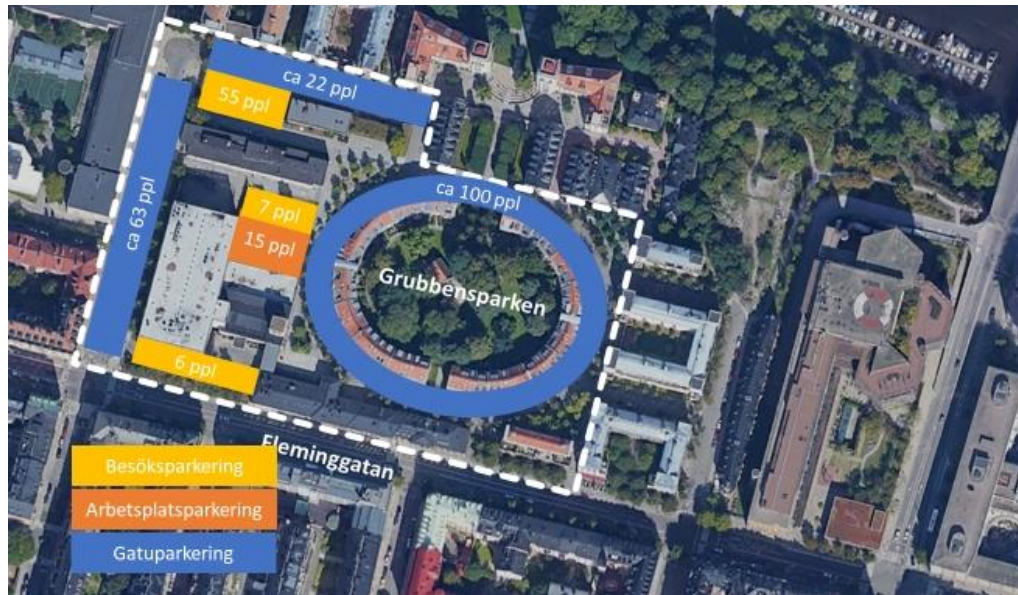 ca 22 ppl
55 ppl
ca 63 ppl
ca 100 ppl
7 ppl
15 ppl
Grubbensparken
6 ppl
Fleminggatan
Besöksparkering
Arbetsplatsparkering
Gatuparkering